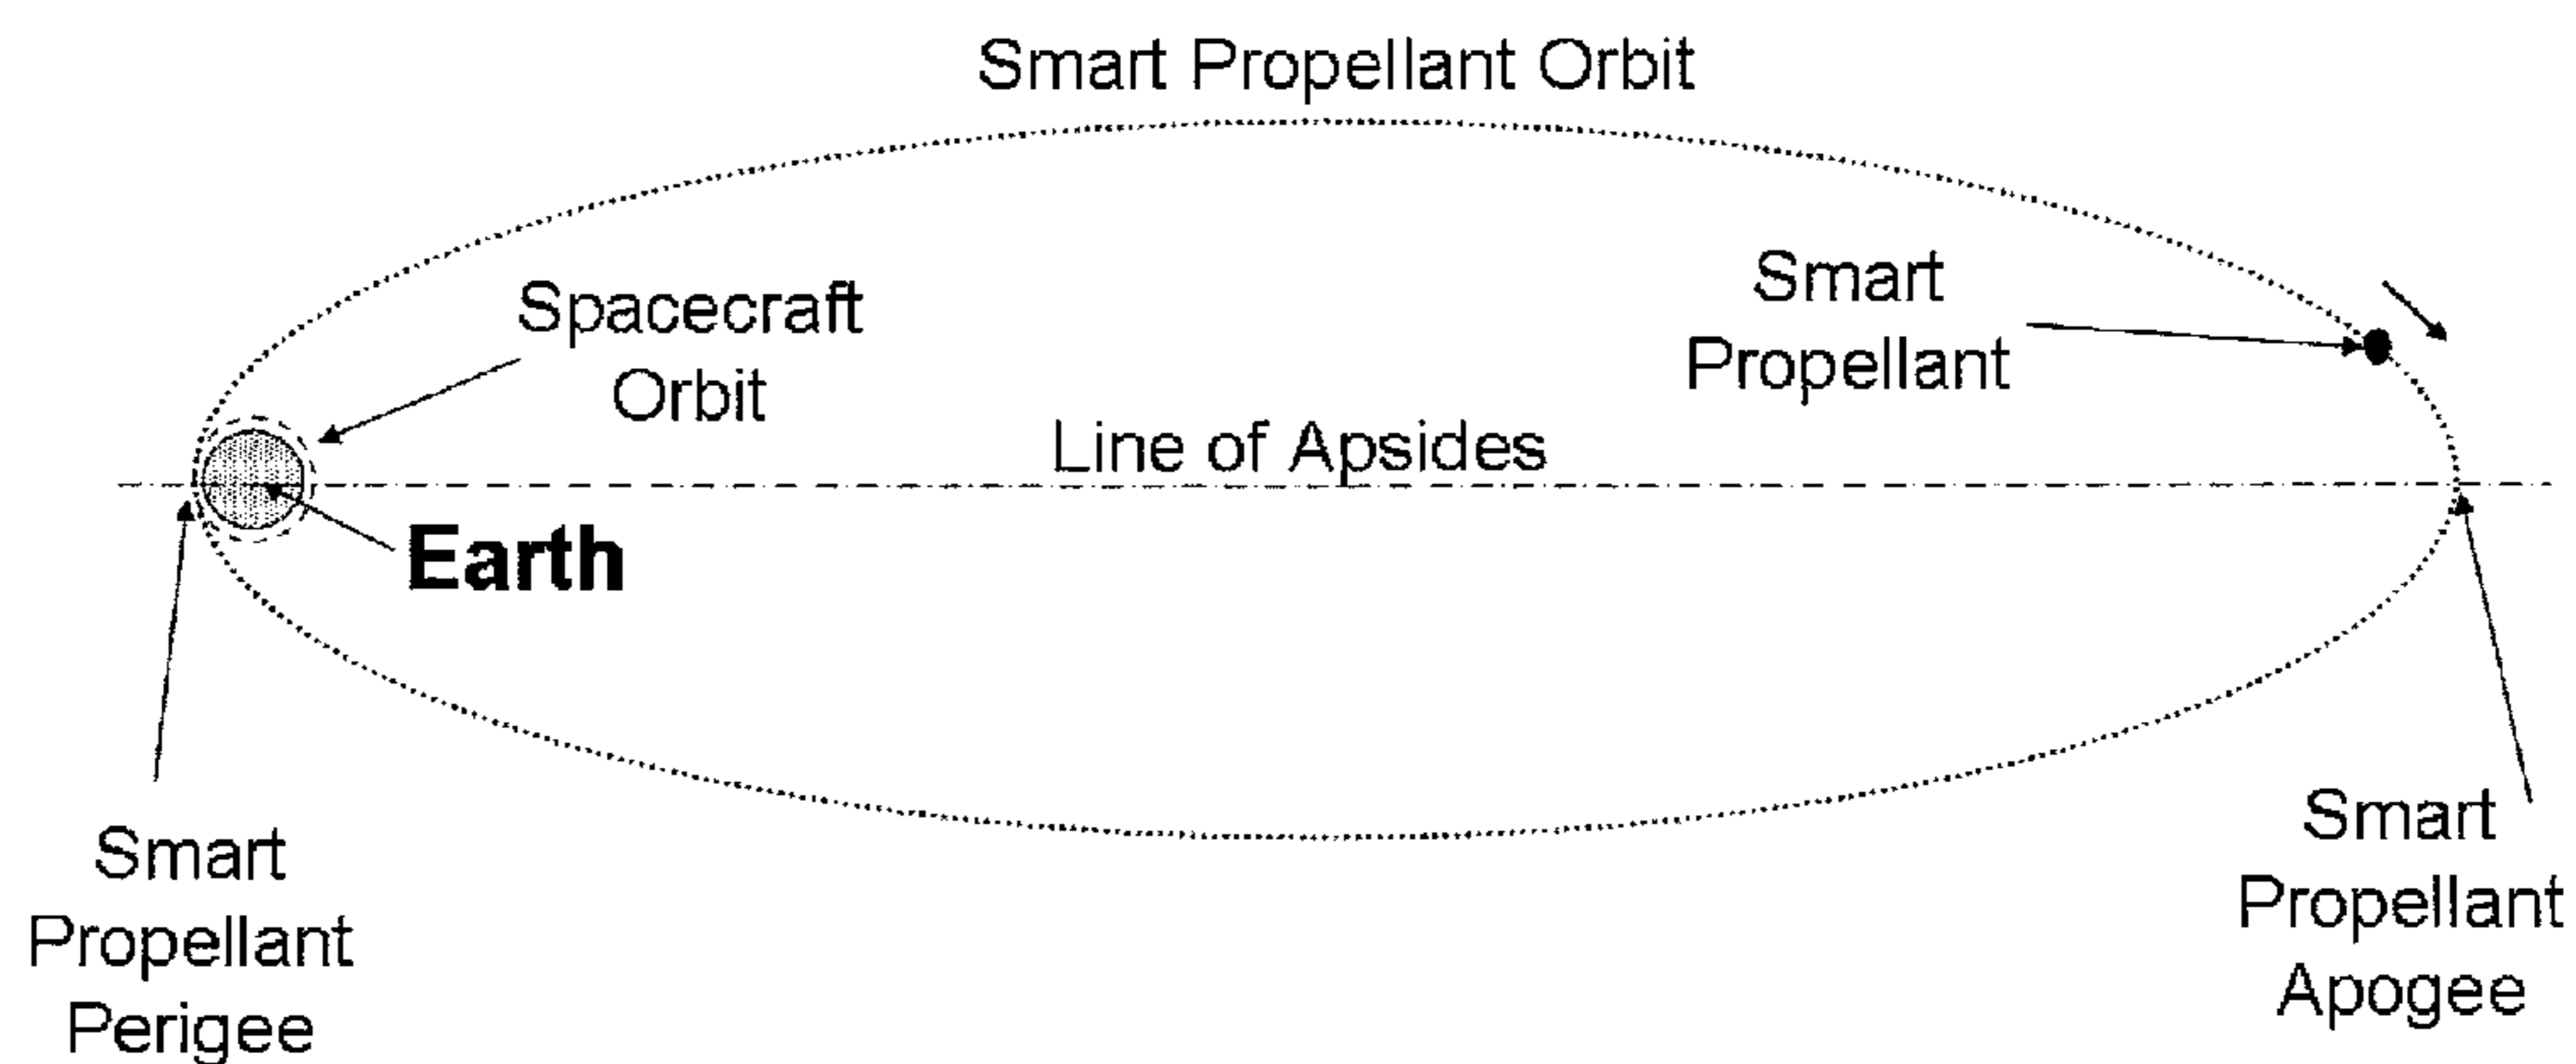 Smart Propellant Orbit
Spacecraft
Orbit
Smart
Propellant
Line of Apsides
Earth
Smart
Propellant
Perigee
Smart
Propellant
Apogee